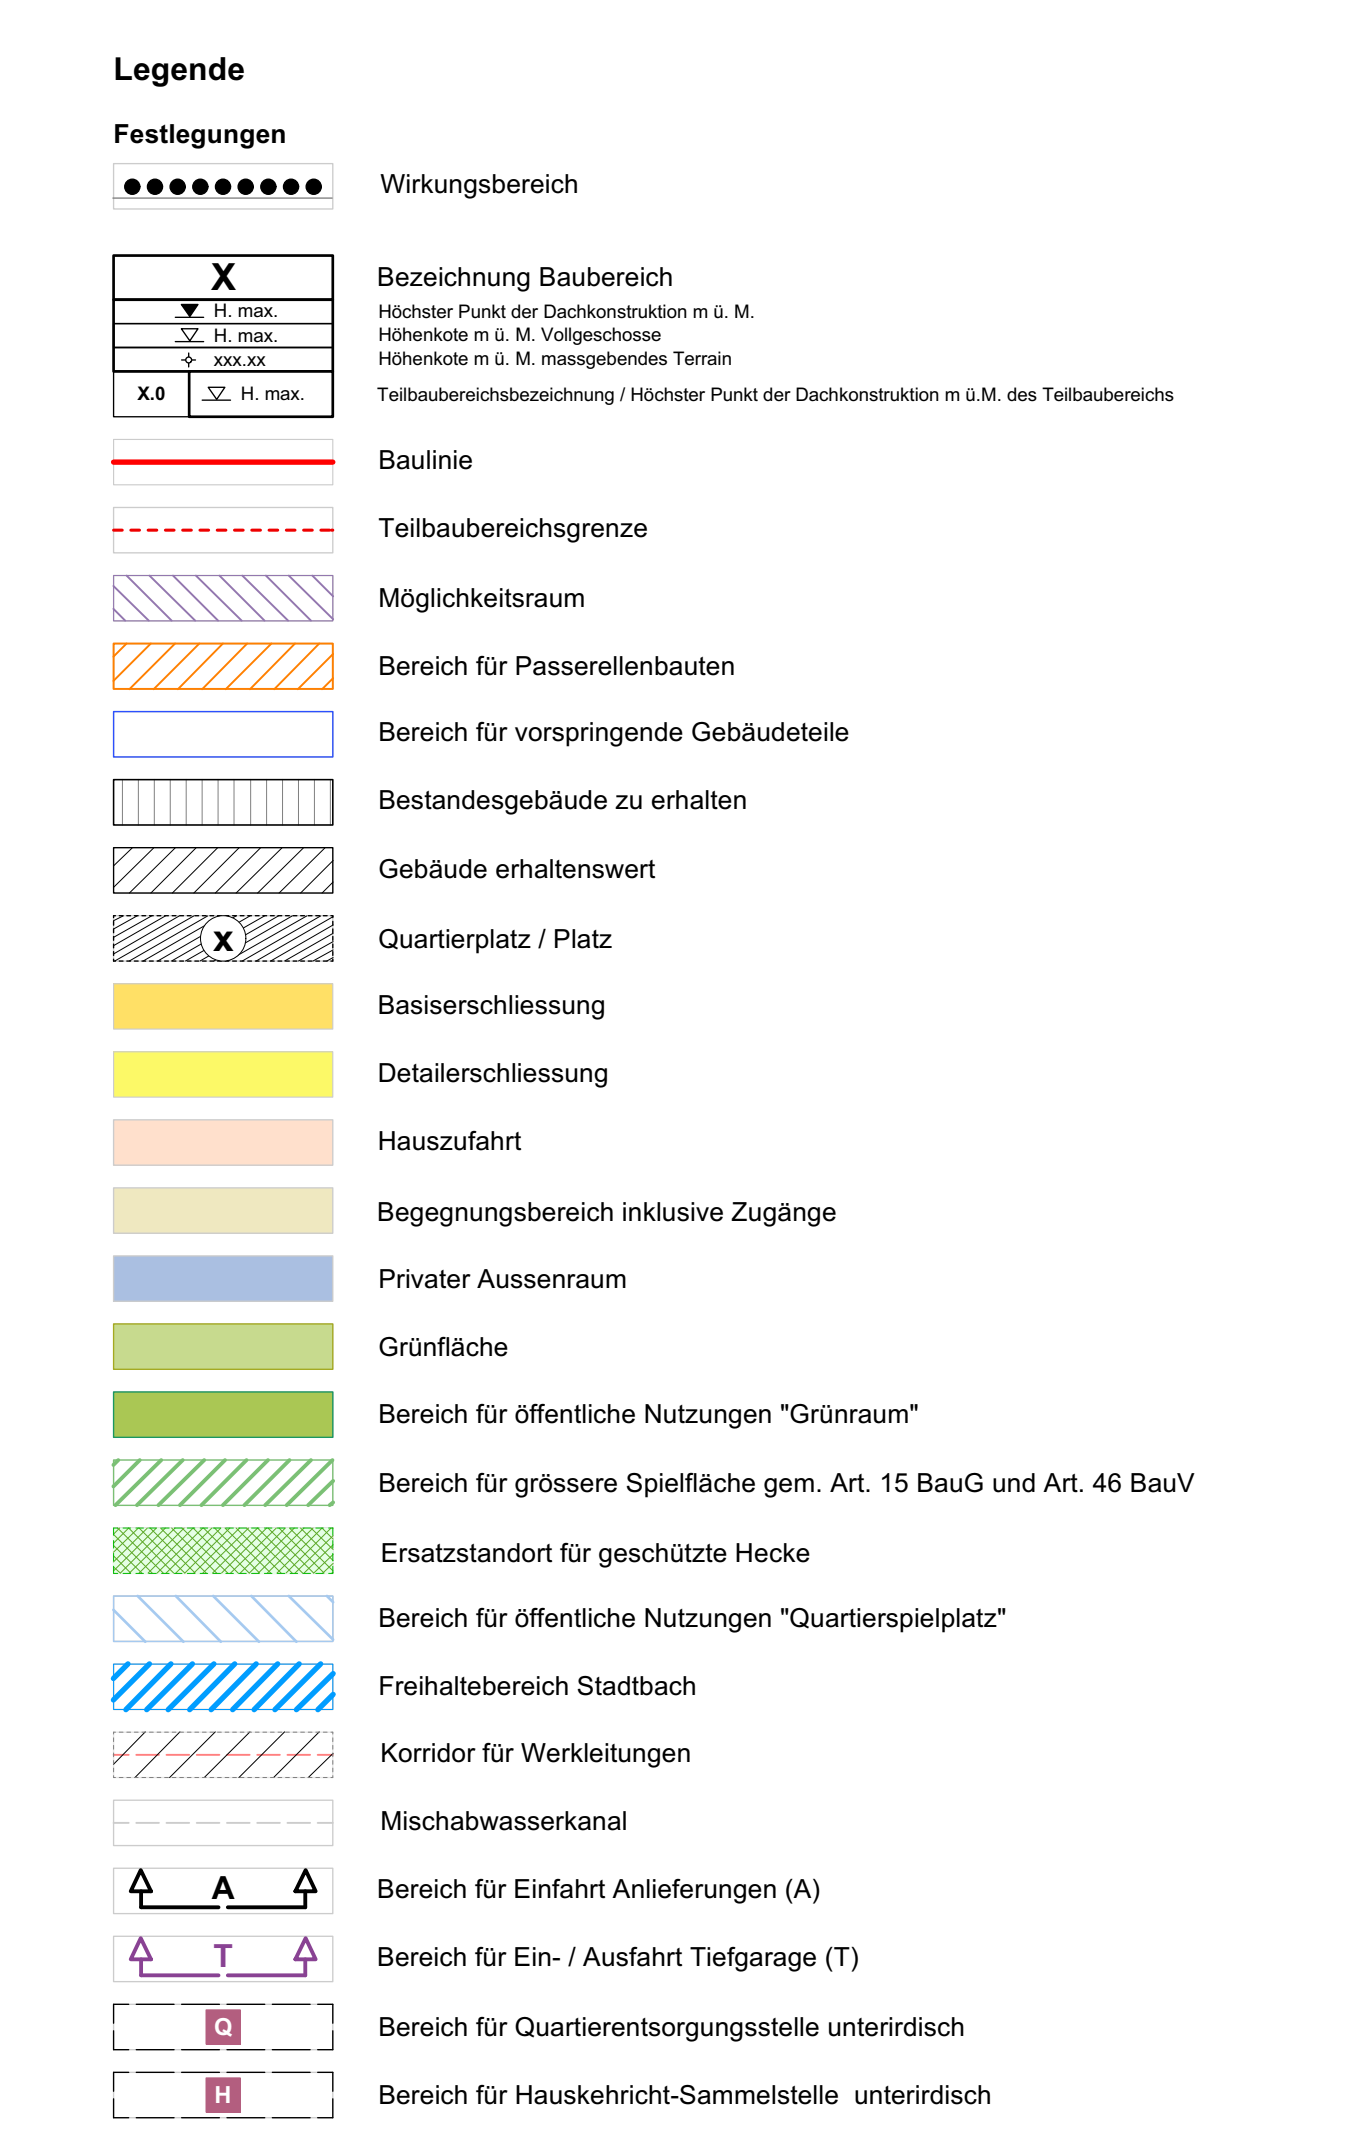 Legende
Festlegungen
Wirkungsbereich
X
Bezeichnung Baubereich
H. max.
Höchster Punkt der Dachkonstruktion m ü. M.
H. max.
Höhenkote m ü. M. Vollgeschosse
xxx.xx
Höhenkote m ü. M. massgebendes Terrain
X.0 H. max.
Teilbaubereichsbezeichnung / Höchster Punkt der Dachkonstruktion m ü.M. des Teilbaubereichs
Baulinie
Teilbaubereichsgrenze
Möglichkeitsraum
Bereich für Passerellenbauten
Bereich für vorspringende Gebäudeteile
Bestandesgebäude zu erhalten
Gebäude erhaltenswert
x
Quartierplatz / Platz
Basiserschliessung
Detailerschliessung
Hauszufahrt
Begegnungsbereich inklusive Zugänge
Privater Aussenraum
Grünfläche
Bereich für öffentliche Nutzungen "Grünraum"
Bereich für grössere Spielfläche gem. Art. 15 BauG und Art. 46 BauV
Ersatzstandort für geschützte Hecke
Bereich für öffentliche Nutzungen "Quartierspielplatz"
Freihaltebereich Stadtbach
Korridor für Werkleitungen
Mischabwasserkanal
A
Bereich für Einfahrt Anlieferungen (A)
T
Bereich für Ein- / Ausfahrt Tiefgarage (T)
Q
Bereich für Quartierentsorgungsstelle unterirdisch
H
Bereich für Hauskehricht-Sammelstelle  unterirdisch